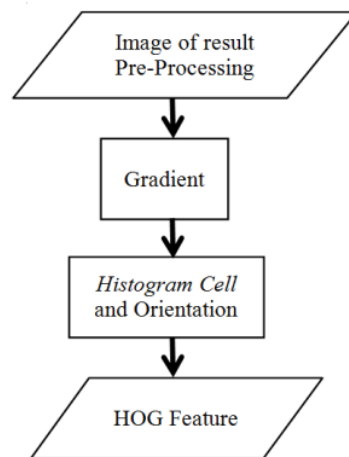 Image of result
Pre-Processing
Gradient
Histogram Cell
and Orientation
HOG Feature